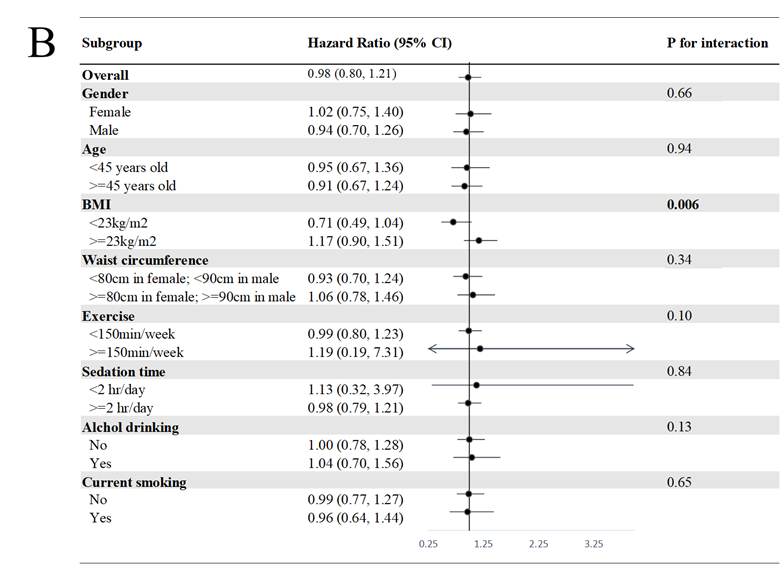 B
Subgroup Hazard Ratio (95% CI) P for interaction
Overall 0.98 (0.80, 1.21)
Gender 0.66
Female 1.02 (0.75, 1.40)
Male 0.94 (0.70, 1.26)
Age 0.94
<45 years old 0.95 (0.67, 1.36)
>=45 years old 0.91 (0.67, 1.24)
BMI 0.006
<23kg/m2 0.71 (0.49, 1.04)
>=23kg/m2 1.17 (0.90, 1.51)
Waist circumference 0.34
<80cm in female; <90cm in male 0.93 (0.70, 1.24)
>=80cm in female; >=90cm in male 1.06 (0.78, 1.46)
Exercise 0.10
<150min/week 0.99 (0.80, 1.23)
>=150min/week 1.19 (0.19, 7.31)
Sedation time 0.84
<2 hr/day 1.13 (0.32, 3.97)
>=2 hr/day 0.98 (0.79, 1.21)
Alchol drinking 0.13
No 1.00 (0.78, 1.28)
Yes 1.04 (0.70, 1.56)
Current smoking 0.65
No 0.99 (0.77, 1.27)
Yes 0.96 (0.64, 1.44)
0.25 1.25 2.25 3.25